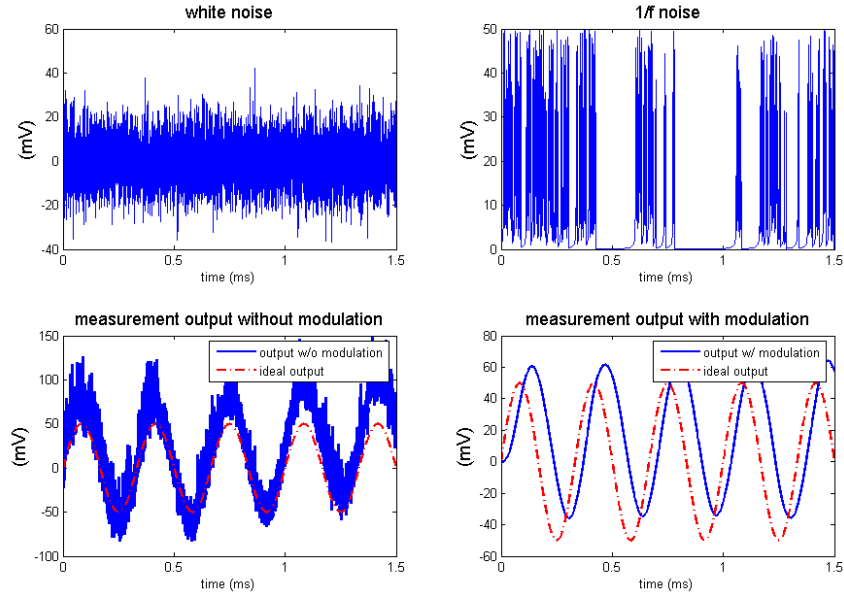 white noise
60
40
20
0
-20
-40
(mV)
0
0.5
1
1.5
time (ms)
1/f noise
50
40
30
20
10
0
(mV)
0
0.5
1
1.5
time (ms)
measurement output without modulation
150
100
50
0
-50
-100
(mV)
output w/o modulation
ideal output
0
0.5
1
1.5
time (ms)
measurement output with modulation
80
60
40
20
0
-20
-40
-60
(mV)
output w/ modulation
ideal output
0
0.5
1
1.5
time (ms)